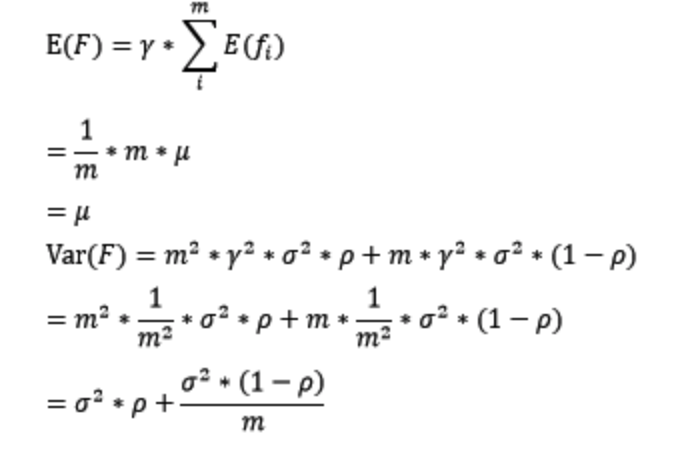 E(F) = γ * ∑_i^m E(f_i)
= 1/m * m * μ
= μ
Var(F) = m² * γ² * σ² * ρ + m * γ² * σ² * (1 − ρ)
= m² * 1/m² * σ² * ρ + m * 1/m² * σ² * (1 − ρ)
= σ² * ρ + σ² * (1 − ρ)/m